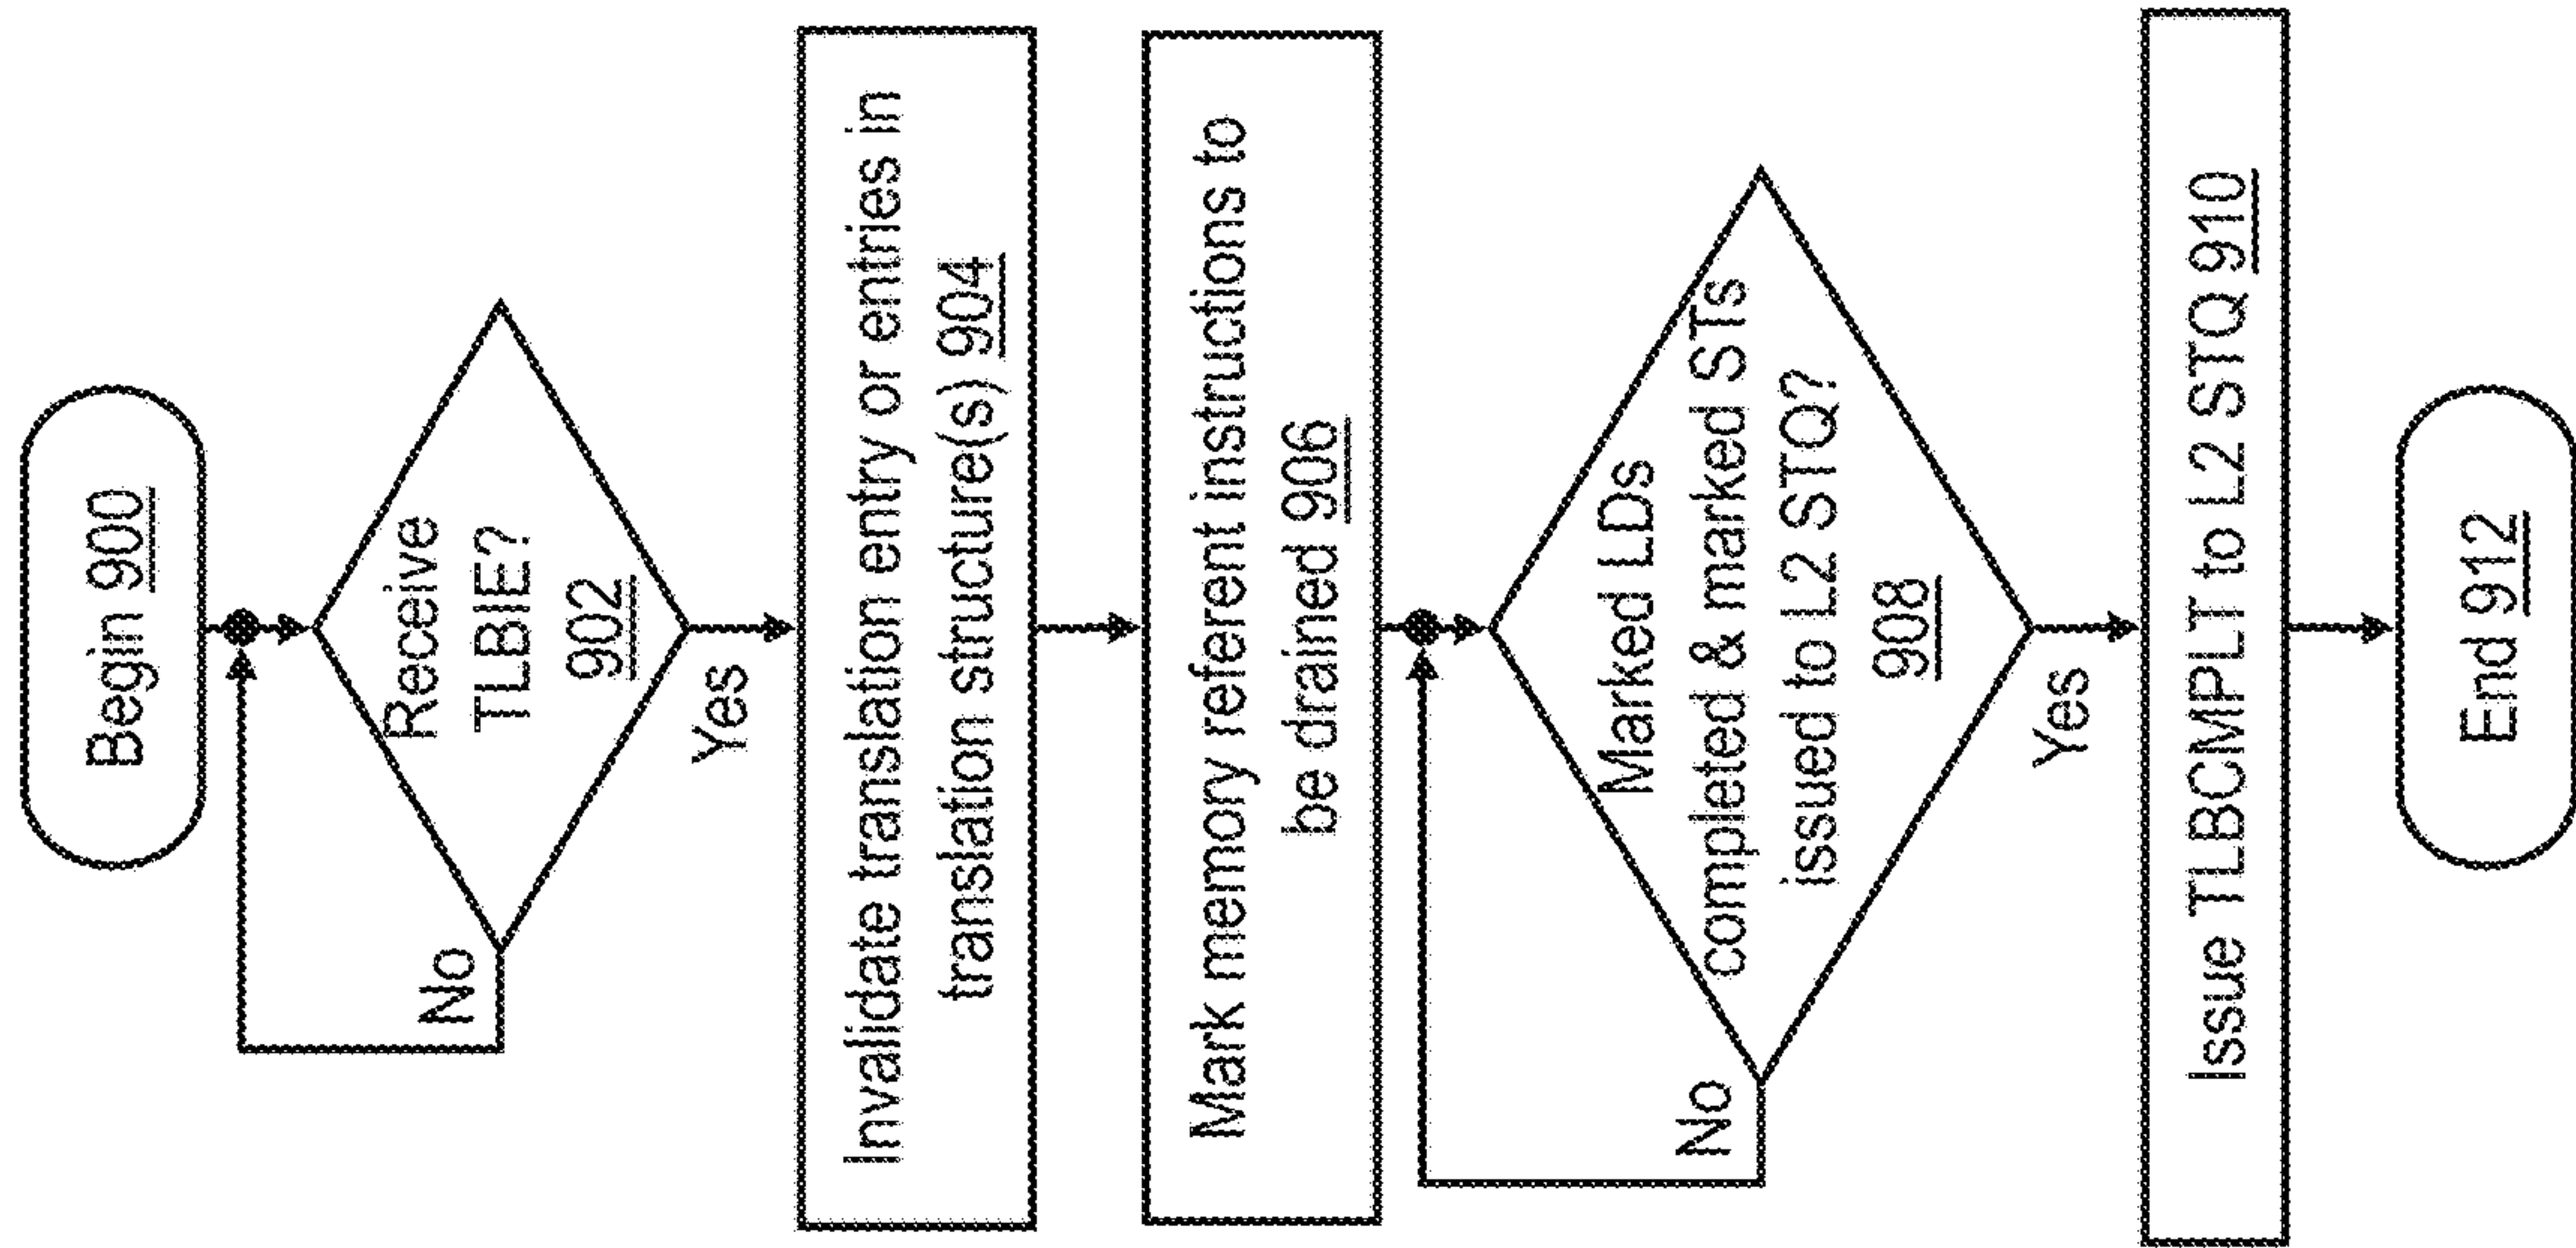 Begin 900
Receive
TLBIE?
902
No
Yes
Invalidate translation entry or entries in
translation structure(s) 904
Mark memory referent instructions to
be drained 906
Marked LDs
completed & marked STs
issued to L2 STQ?
908
No
Yes
Issue TLBCMPLT to L2 STQ 910
End 912